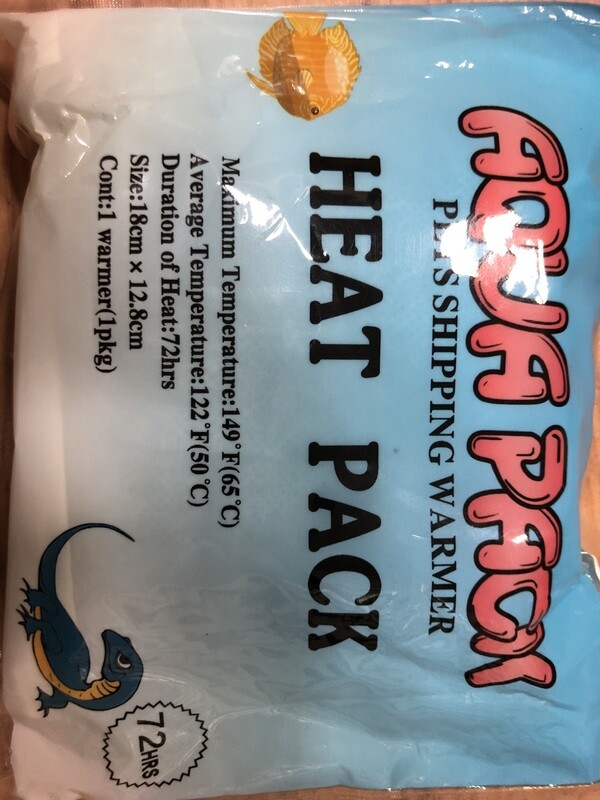 AQUA PACK
PETS SHIPPING WARMER
HEAT PACK
Maximum Temperature:149°F(65°C)
Average Temperature:122°F(50°C)
Duration of Heat:72hrs
Size:18cm × 12.8cm
Cont:1 warmer(1pkg)
72HRS